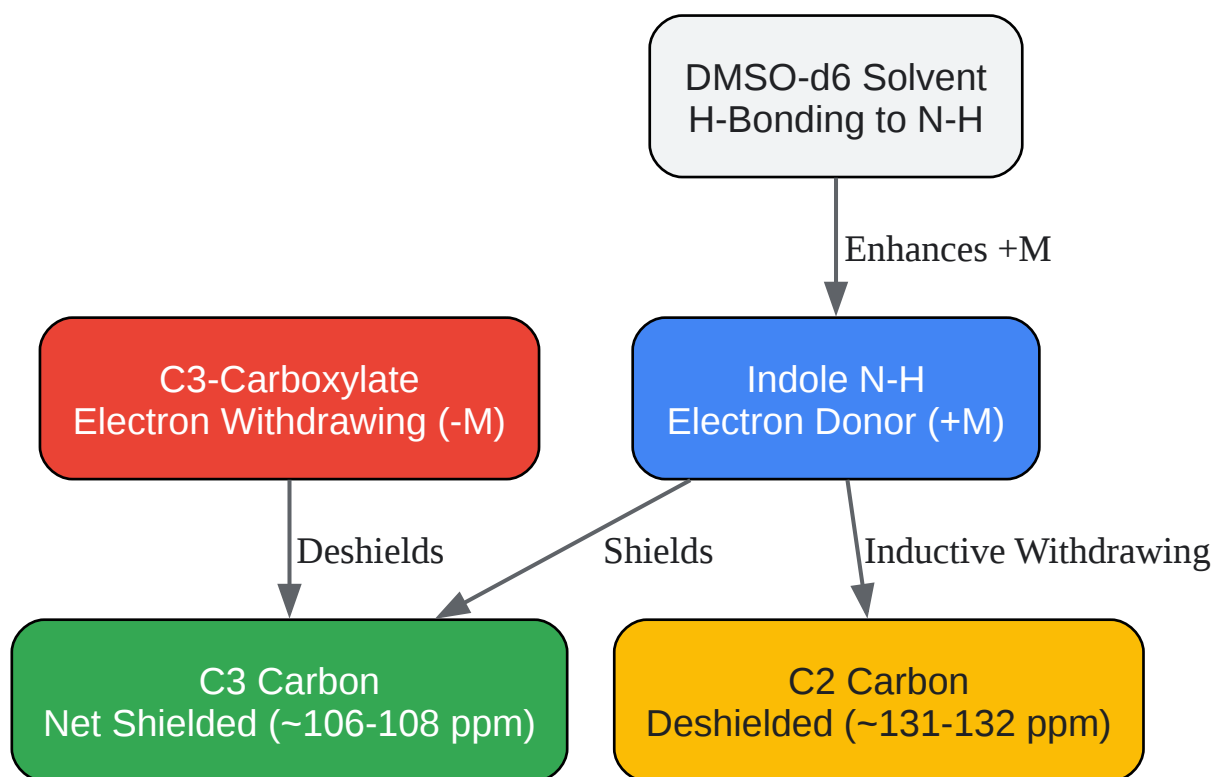 DMSO-d6 Solvent
H-Bonding to N-H
Enhances +M
C3-Carboxylate
Electron Withdrawing (-M)
Indole N-H
Electron Donor (+M)
Deshields
Shields
Inductive Withdrawing
C3 Carbon
Net Shielded (~106-108 ppm)
C2 Carbon
Deshielded (~131-132 ppm)